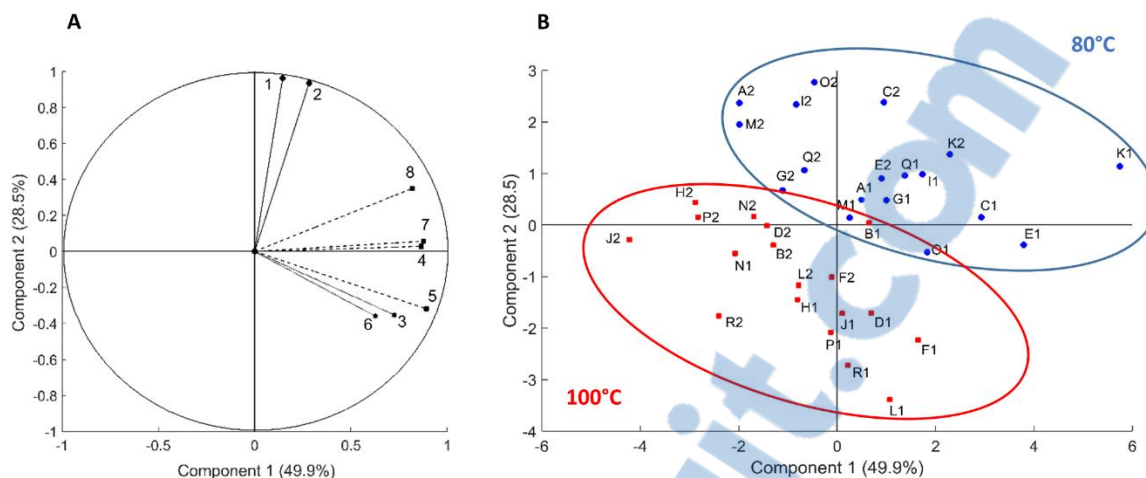 A
B
1
0.8
0.6
0.4
0.2
0
-0.2
-0.4
-0.6
-0.8
-1
-1
-0.5
0
0.5
1
Component 2 (28.5%)
Component 1 (49.9%)
1
2
8
7
4
5
6
3
80°C
100°C
3
2
1
0
-1
-2
-3
-4
-6
-4
-2
0
2
4
6
Component 2 (28.5)
Component 1 (49.9%)
O2
A2
I2
C2
M2
K2
K1
Q2
E2
Q1
I1
G2
A1
G1
M1
C1
H2
P2
N2
B1
J2
D2
B2
O1
E1
N1
L2
F2
H1
R2
J1
D1
P1
F1
R1
L1
it.com